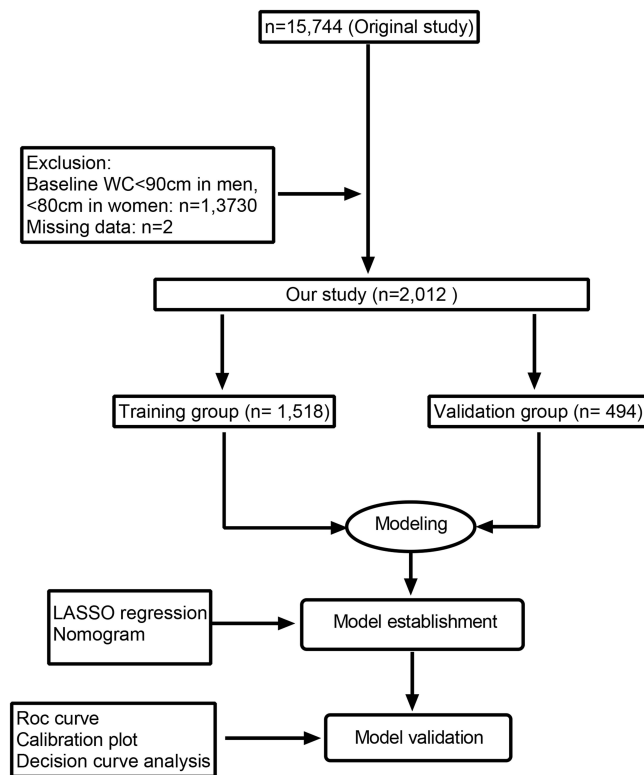 n=15,744 (Original study)
Exclusion:
Baseline WC<90cm in men,
<80cm in women: n=1,3730
Missing data: n=2
Our study (n=2,012 )
Training group (n= 1,518)
Validation group (n= 494)
Modeling
LASSO regression
Nomogram
Model establishment
Roc curve
Calibration plot
Decision curve analysis
Model validation